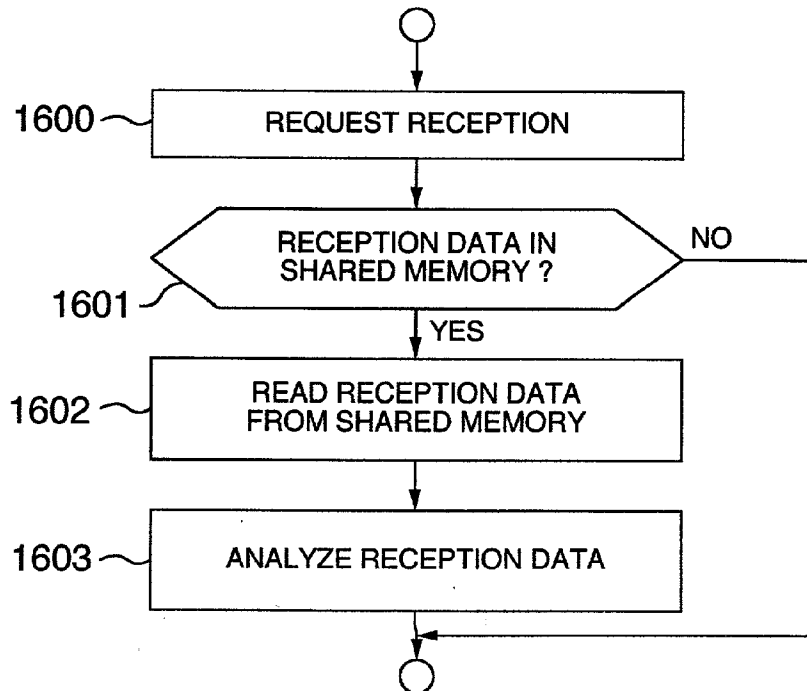 1600
REQUEST RECEPTION
RECEPTION DATA IN
SHARED MEMORY ?
NO
1601
YES
1602
READ RECEPTION DATA
FROM SHARED MEMORY
1603
ANALYZE RECEPTION DATA